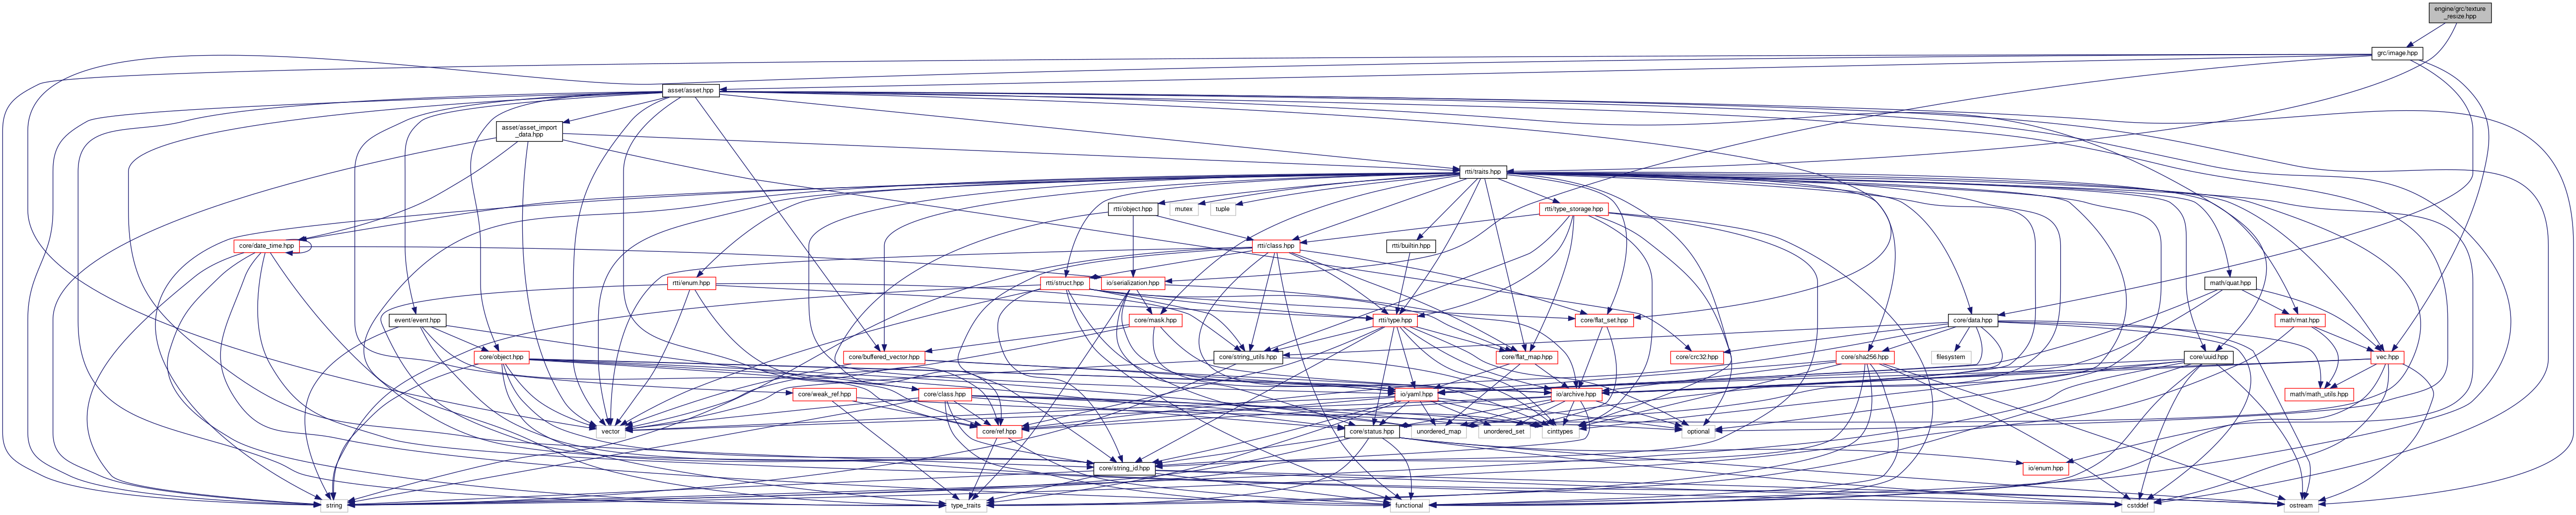 engine/grc/texture
_resize.hpp
grc/image.hpp
asset/asset.hpp
asset/asset_import
_data.hpp
rtti/traits.hpp
rtti/object.hpp
mutex
tuple
rtti/type_storage.hpp
core/date_time.hpp
rtti/class.hpp
rtti/builtin.hpp
rtti/enum.hpp
rtti/struct.hpp
io/serialization.hpp
math/quat.hpp
event/event.hpp
core/mask.hpp
rtti/type.hpp
core/flat_set.hpp
core/data.hpp
math/mat.hpp
core/object.hpp
core/buffered_vector.hpp
core/string_utils.hpp
core/flat_map.hpp
core/crc32.hpp
core/sha256.hpp
filesystem
core/uuid.hpp
vec.hpp
core/weak_ref.hpp
core/class.hpp
io/yaml.hpp
io/archive.hpp
math/math_utils.hpp
vector
core/ref.hpp
core/status.hpp
unordered_map
unordered_set
cinttypes
optional
core/string_id.hpp
io/enum.hpp
string
type_traits
functional
cstddef
ostream